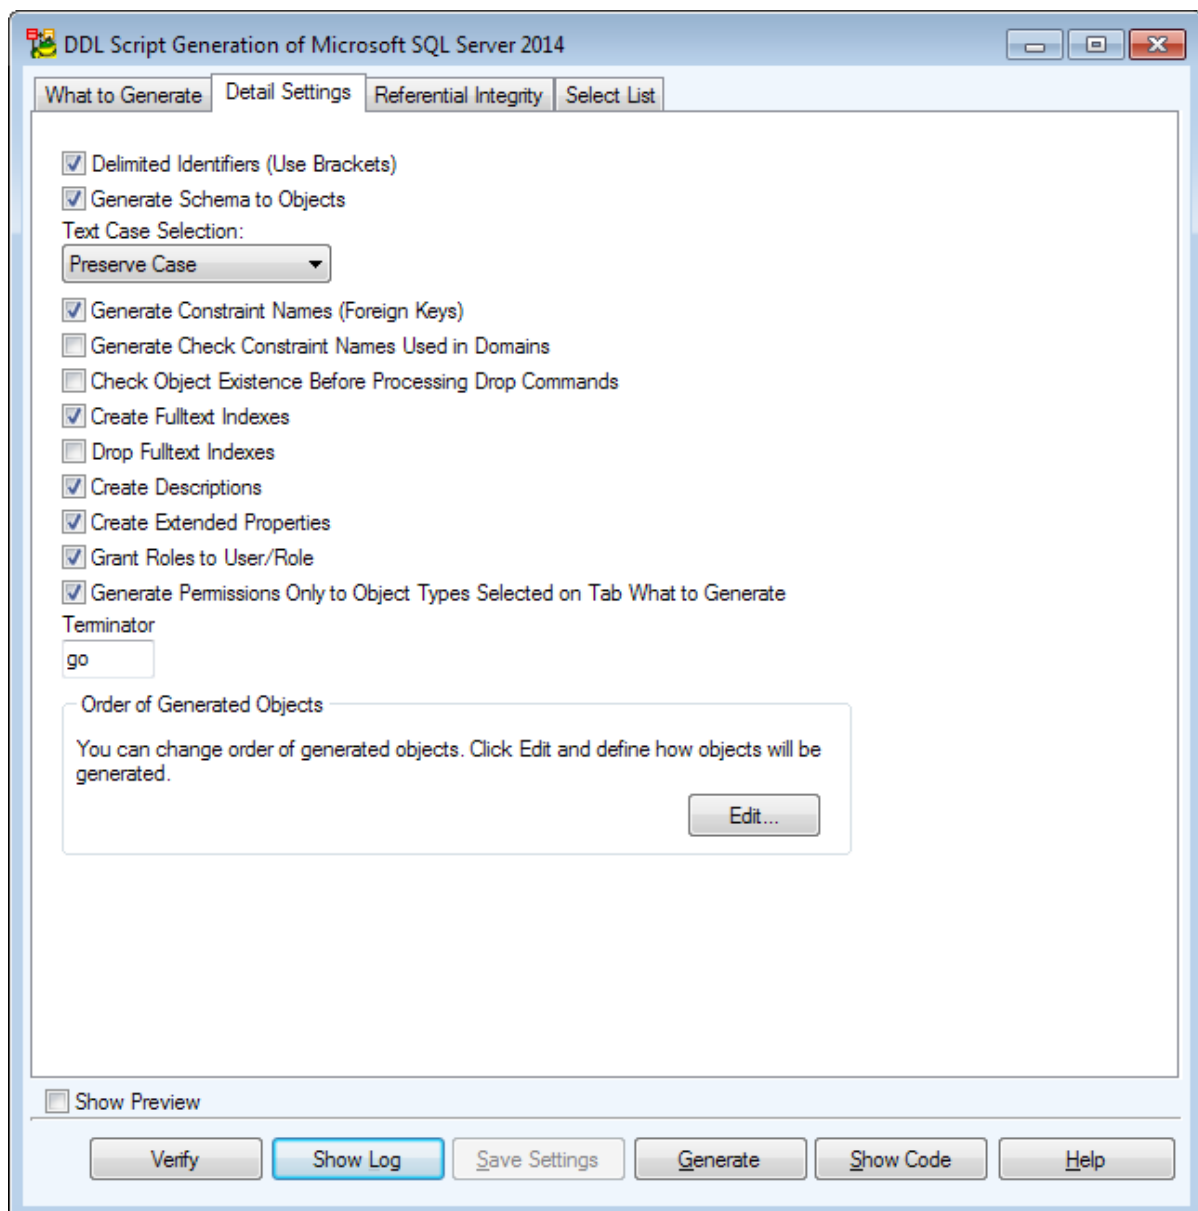 DDL Script Generation of Microsoft SQL Server 2014
What to Generate
Detail Settings
Referential Integrity
Select List
Delimited Identifiers (Use Brackets)
Generate Schema to Objects
Text Case Selection:
Preserve Case
Generate Constraint Names (Foreign Keys)
Generate Check Constraint Names Used in Domains
Check Object Existence Before Processing Drop Commands
Create Fulltext Indexes
Drop Fulltext Indexes
Create Descriptions
Create Extended Properties
Grant Roles to User/Role
Generate Permissions Only to Object Types Selected on Tab What to Generate
Terminator
go
Order of Generated Objects
You can change order of generated objects. Click Edit and define how objects will be
generated.
Edit...
Show Preview
Verify
Show Log
Save Settings
Generate
Show Code
Help